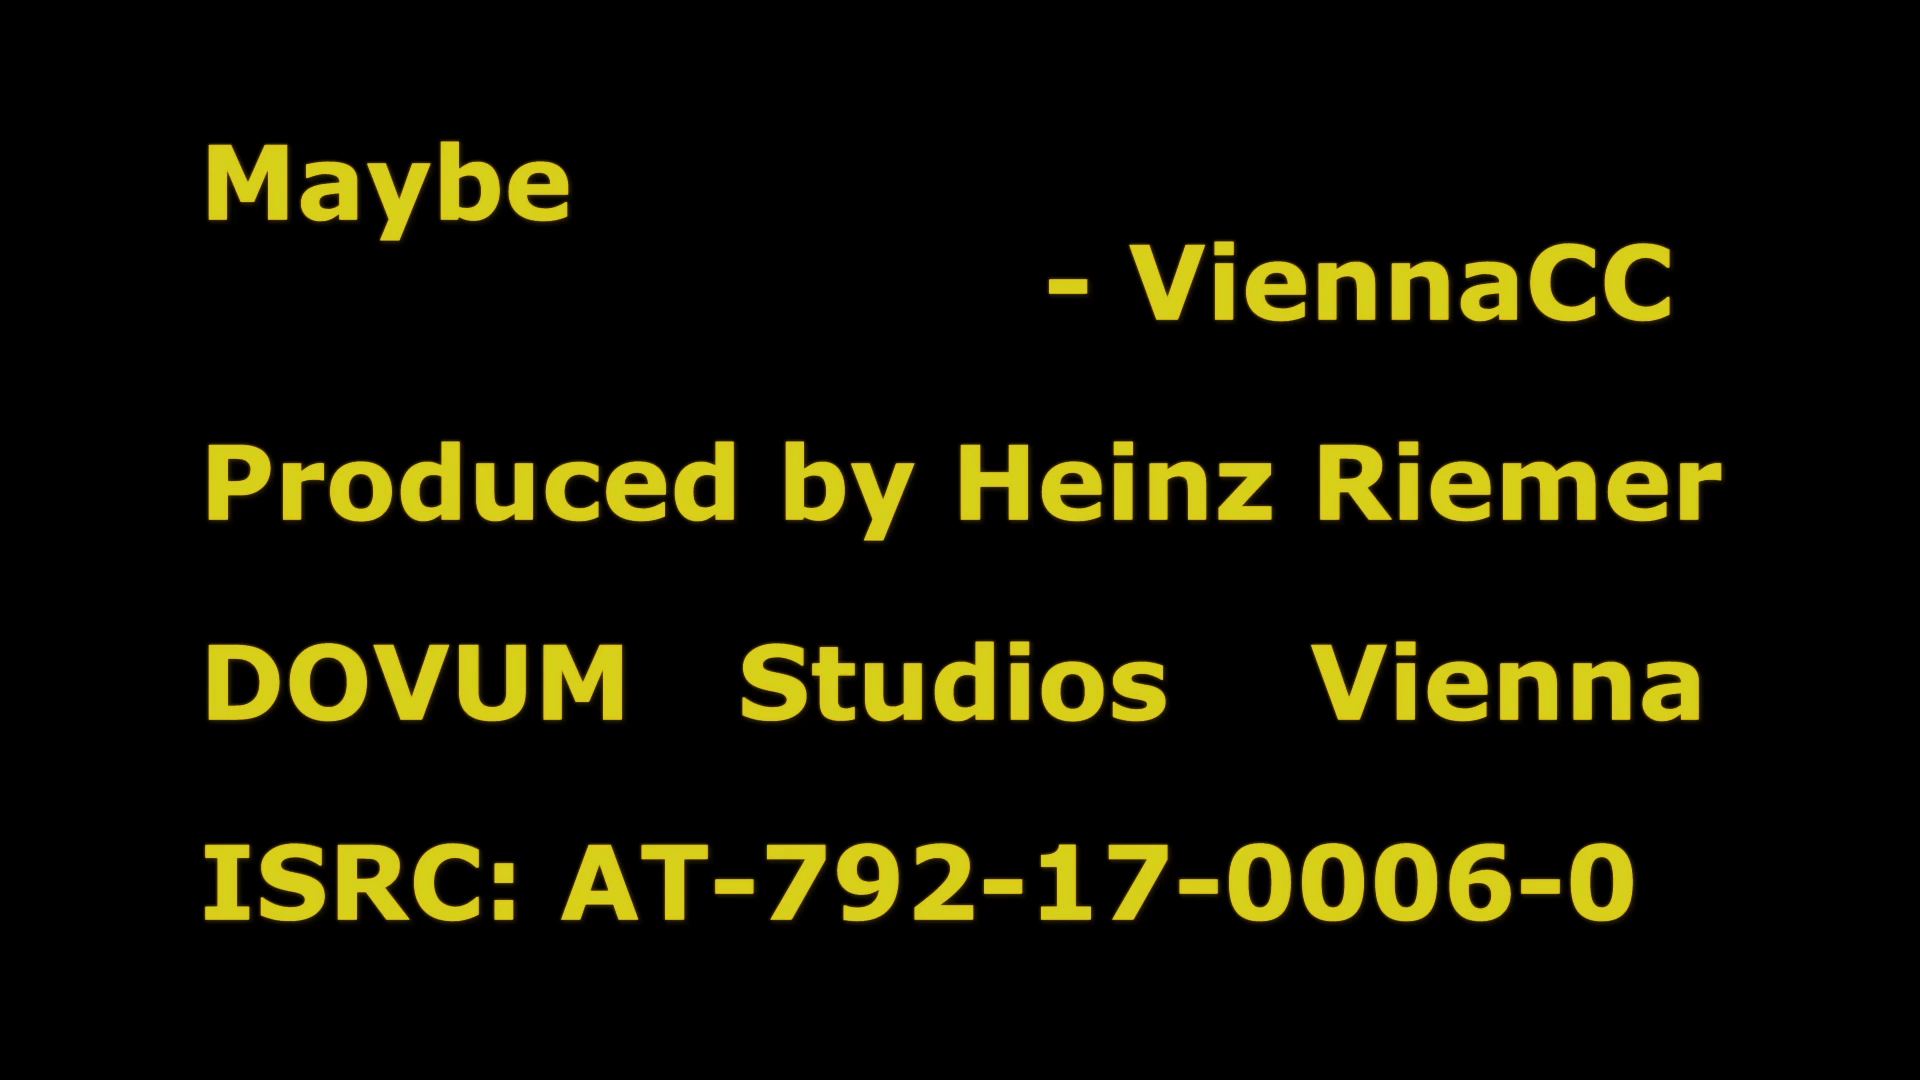 Maybe
- ViennaCC
Produced by Heinz Riemer
DOVUM Studios Vienna
ISRC: AT-792-17-0006-0